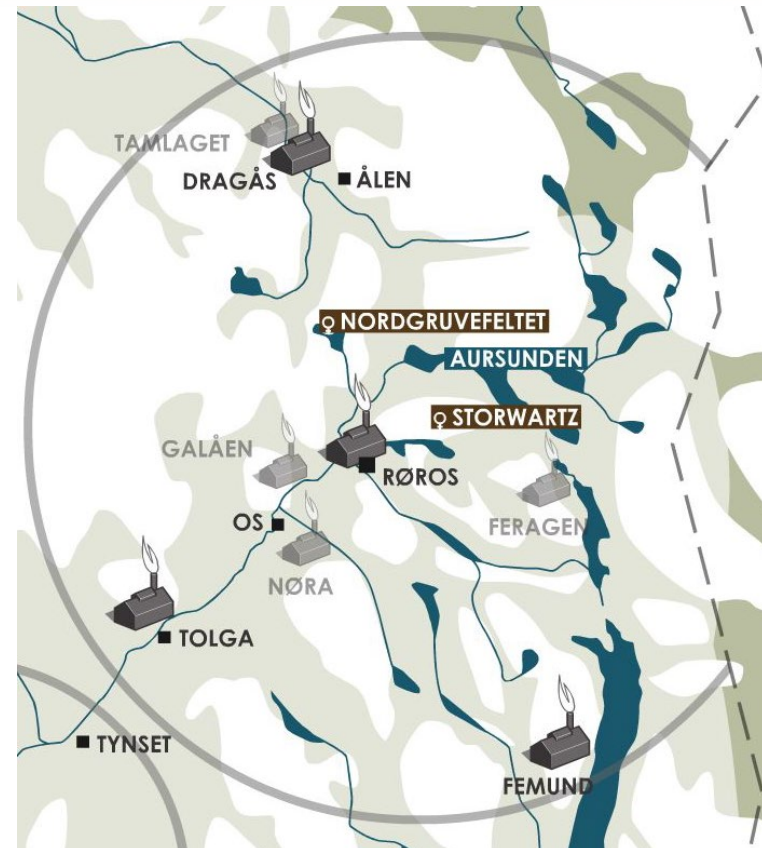 TAMLAGET
DRAGÅS
ÅLEN
NORDGRUVEFELTET
AURSUNDEN
STORWARTZ
GALÅEN
RØROS
OS
FERAGEN
NØRA
TOLGA
TYNSET
FEMUND